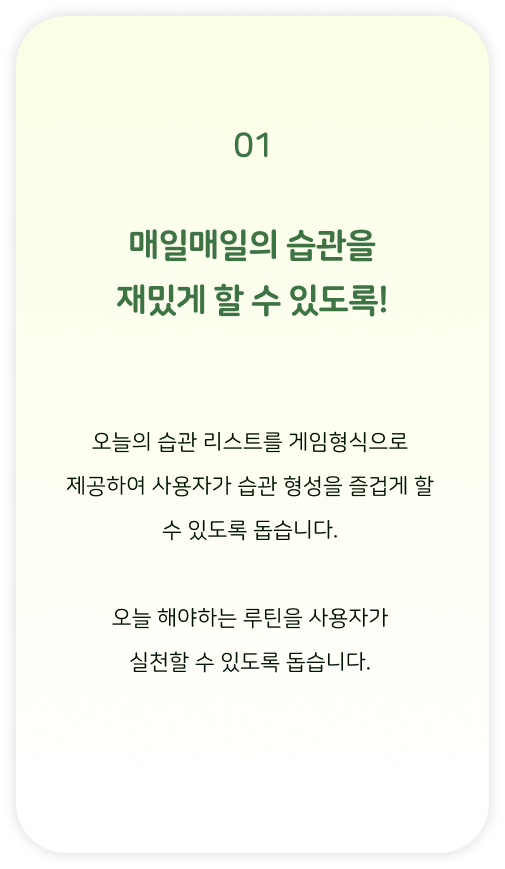 01
매일매일의 습관을
재밌게 할 수 있도록!
오늘의 습관 리스트를 게임형식으로
제공하여 사용자가 습관 형성을 즐겁게 할
수 있도록 돕습니다.
오늘 해야하는 루틴을 사용자가
실천할 수 있도록 돕습니다.